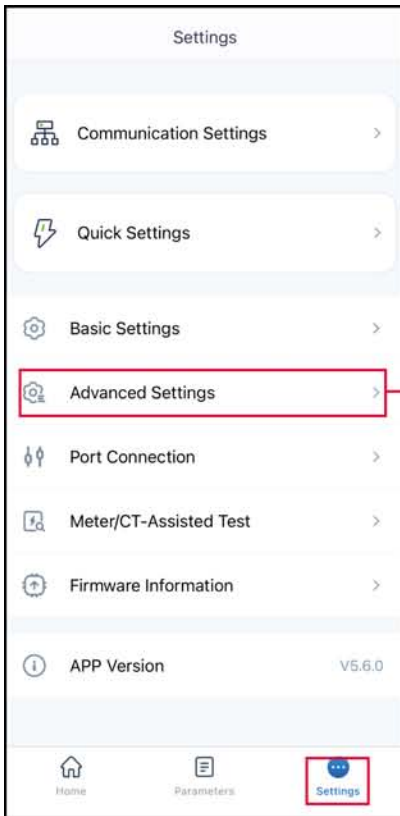 Settings
Communication Settings
Quick Settings
Basic Settings
Advanced Settings
Port Connection
Meter/CT-Assisted Test
Firmware Information
APP Version V5.6.0
Home Parameters Settings